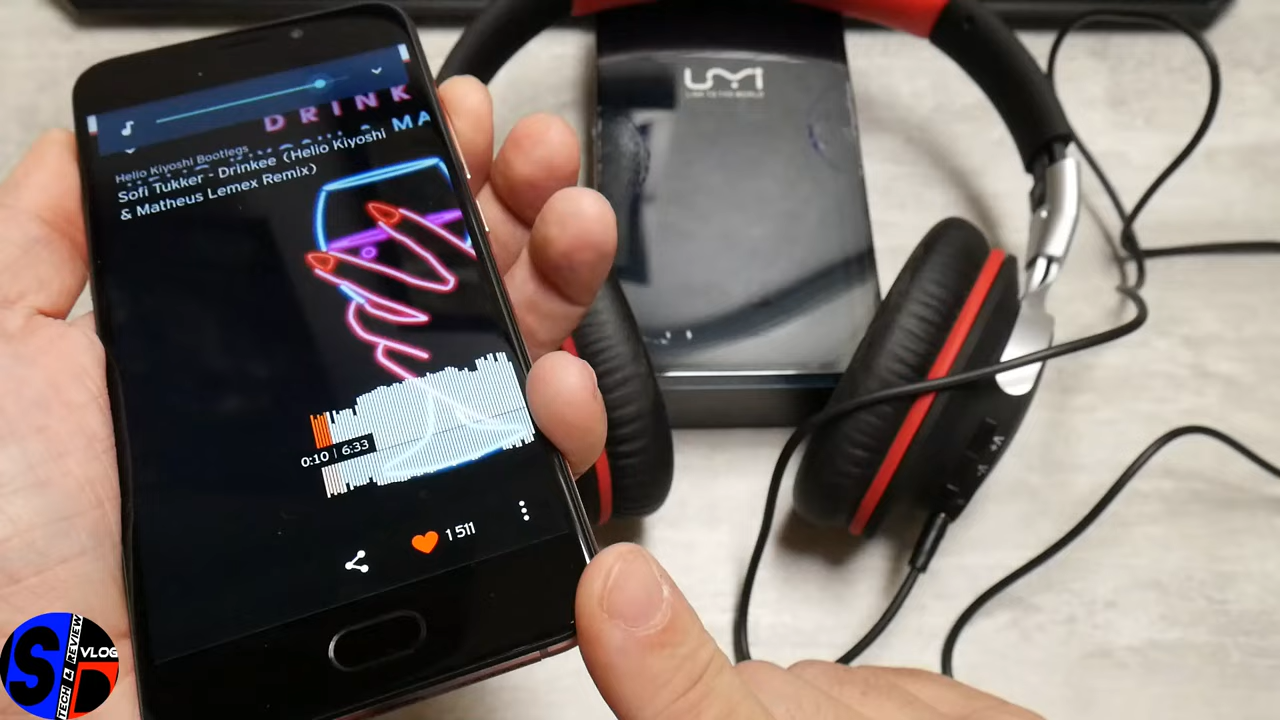 DRINK
& MA
Helio Kiyoshi Bootlegs
Sofi Tukker - Drinkee (Helio Kiyoshi
& Matheus Lemex Remix)
0:10 | 6:33
1 511
UMI
V+
V-
SD
VLOG
TECH & REVIEW